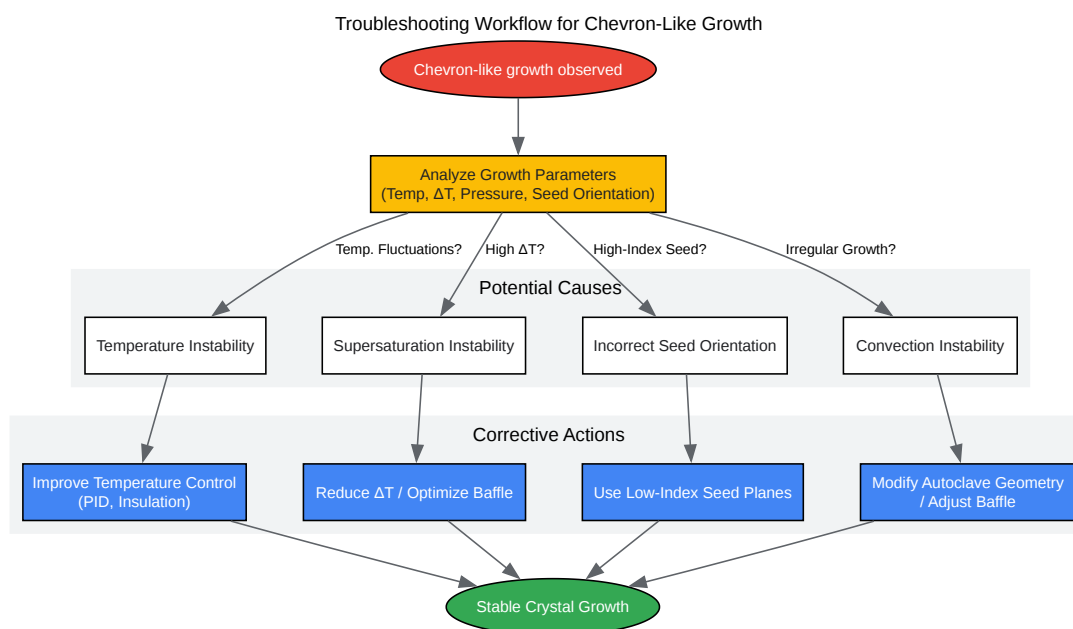 Troubleshooting Workflow for Chevron-Like Growth
Chevron-like growth observed
Analyze Growth Parameters
(Temp, ΔT, Pressure, Seed Orientation)
Temp. Fluctuations?
High ΔT?
High-Index Seed?
Irregular Growth?
Potential Causes
Temperature Instability
Supersaturation Instability
Incorrect Seed Orientation
Convection Instability
Corrective Actions
Improve Temperature Control
(PID, Insulation)
Reduce ΔT / Optimize Baffle
Use Low-Index Seed Planes
Modify Autoclave Geometry
/ Adjust Baffle
Stable Crystal Growth